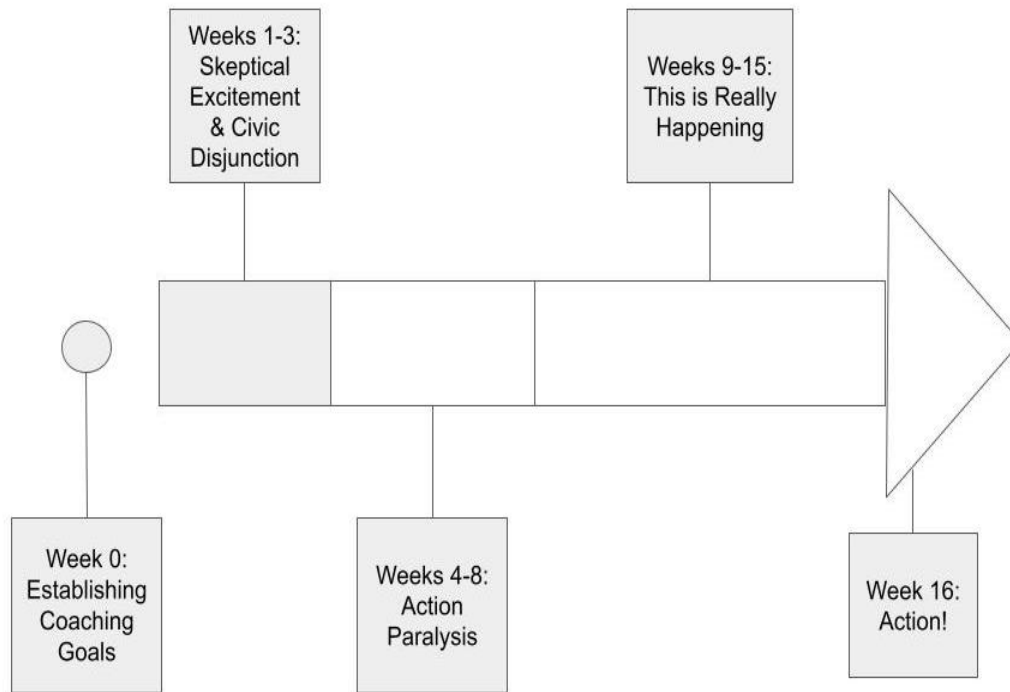 Weeks 1-3:
Skeptical
Excitement
& Civic
Disjunction
Weeks 9-15:
This is Really
Happening
Week 0:
Establishing
Coaching
Goals
Weeks 4-8:
Action
Paralysis
Week 16:
Action!